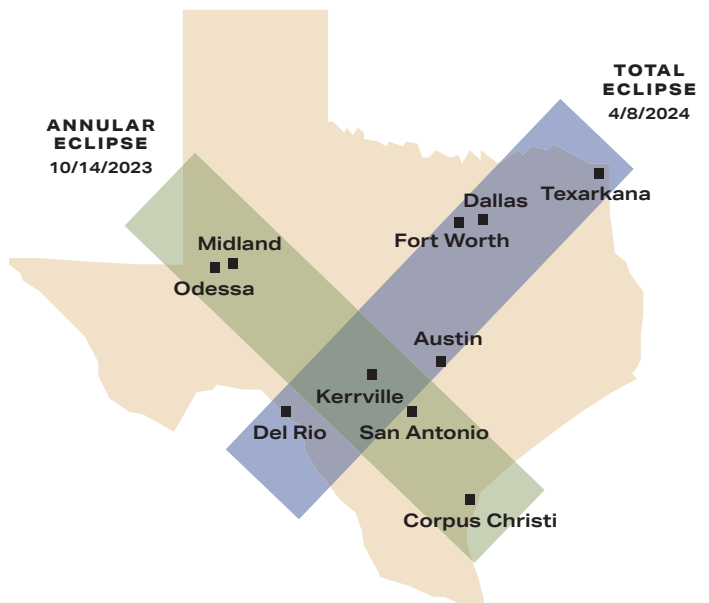 TOTAL
ECLIPSE
4/8/2024
ANNULAR
ECLIPSE
10/14/2023
Texarkana
Dallas
Fort Worth
Midland
Odessa
Austin
Kerrville
Del Rio
San Antonio
Corpus Christi